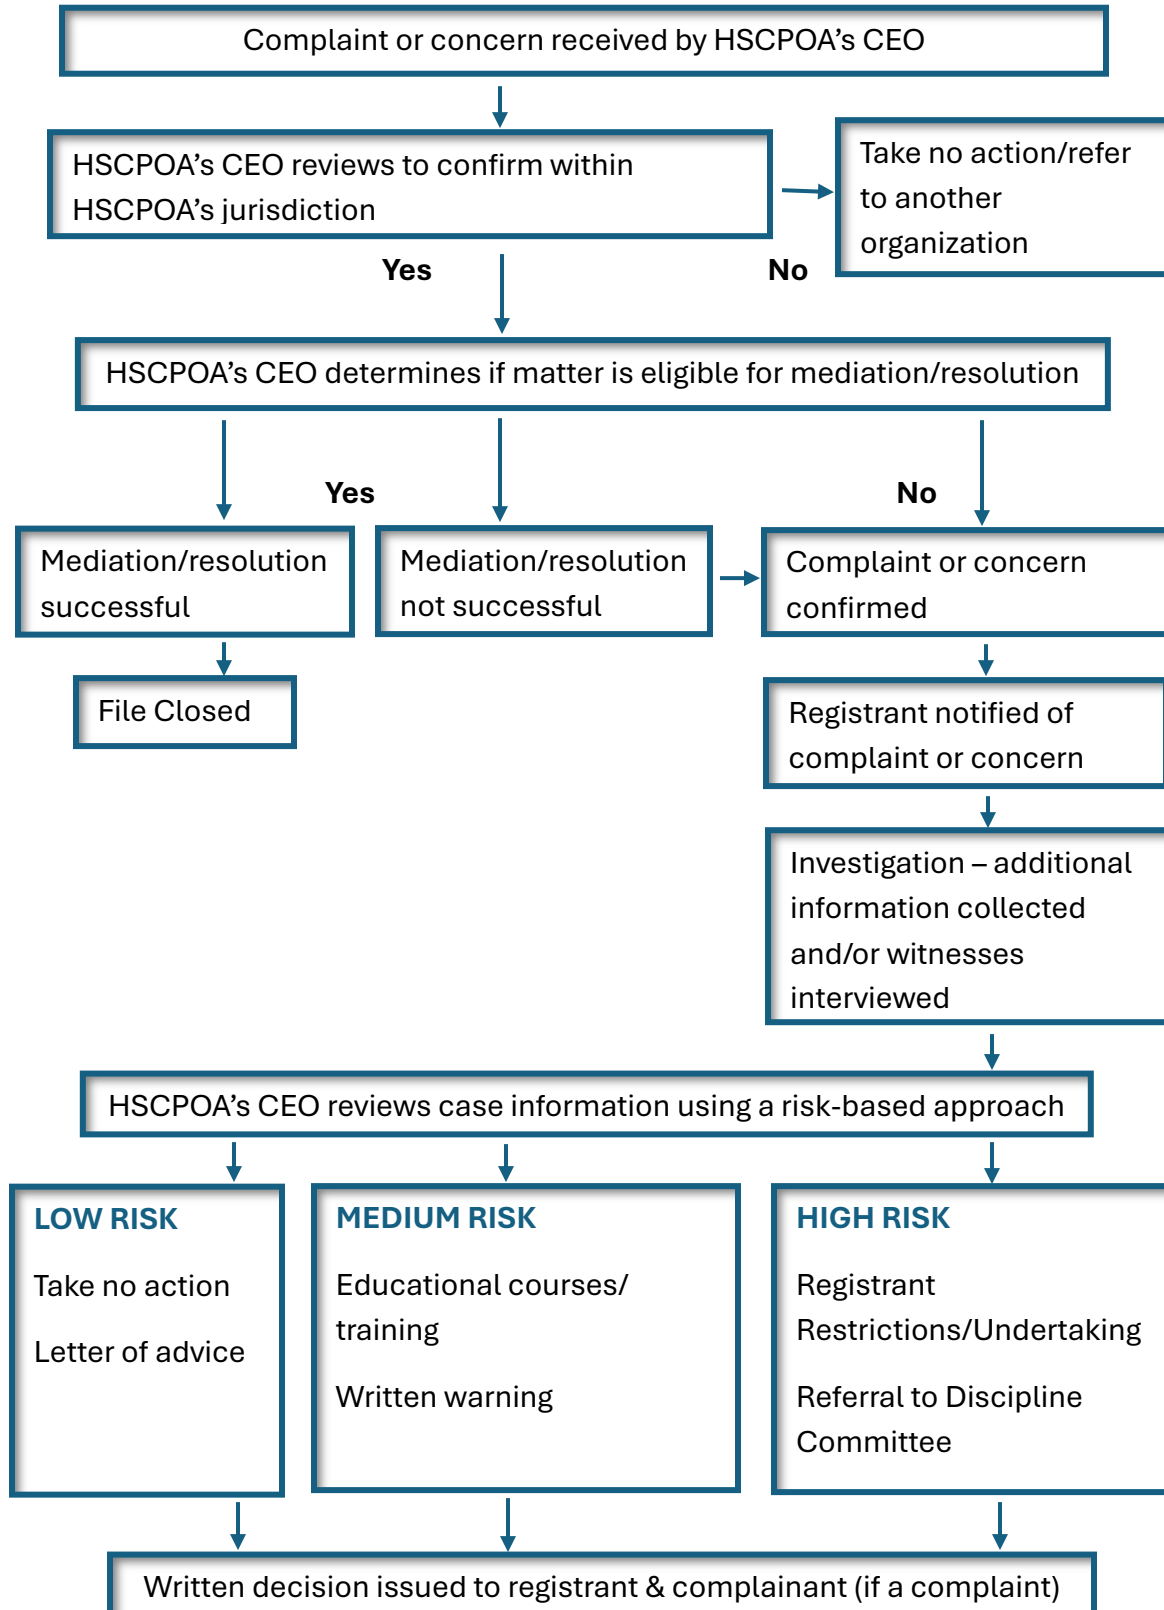 Complaint or concern received by HSCPOA’s CEO
HSCPOA’s CEO reviews to confirm within
HSCPOA’s jurisdiction
Take no action/refer
to another
organization
Yes
No
HSCPOA’s CEO determines if matter is eligible for mediation/resolution
Yes
No
Mediation/resolution
successful
Mediation/resolution
not successful
Complaint or concern
confirmed
File Closed
Registrant notified of
complaint or concern
Investigation – additional
information collected
and/or witnesses
interviewed
HSCPOA’s CEO reviews case information using a risk-based approach
LOW RISK
Take no action
Letter of advice
MEDIUM RISK
Educational courses/
training
Written warning
HIGH RISK
Registrant
Restrictions/Undertaking
Referral to Discipline
Committee
Written decision issued to registrant & complainant (if a complaint)